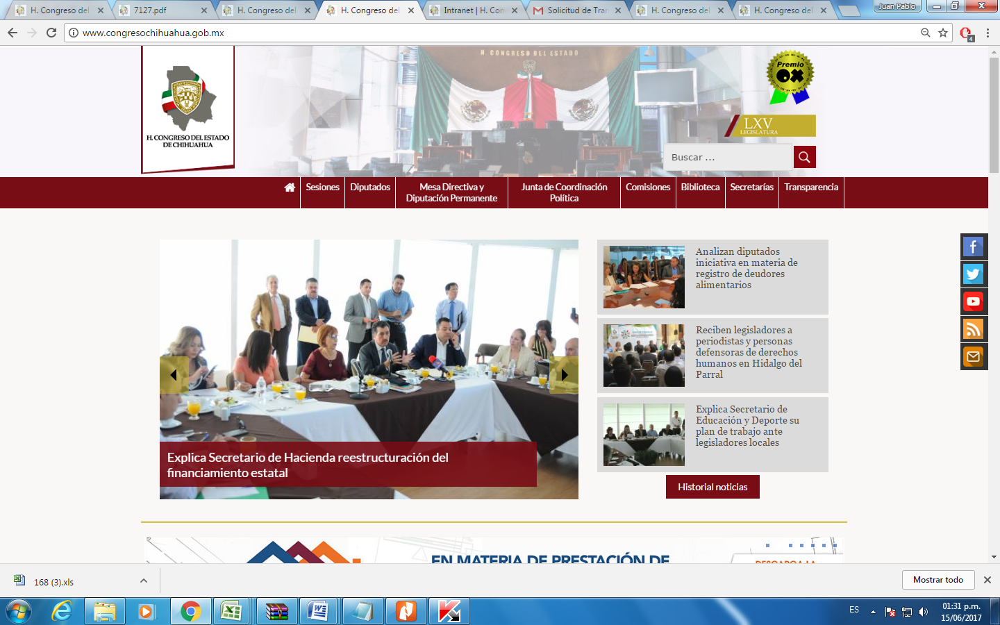 H. Congreso del
7127.pdf
H. Congreso del
H. Congreso del
Intranet | H. Con
Solicitud de Tran
H. Congreso del
H. Congreso del
Juan Pablo
www.congresochihuahua.gob.mx
4
H. CONGRESO DEL ESTADO
Premio
OX
H. CONGRESO DEL ESTADO
DE CHIHUAHUA
LXV
LEGISLATURA
Buscar ...
Sesiones
Diputados
Mesa Directiva y
Diputación Permanente
Junta de Coordinación
Política
Comisiones
Biblioteca
Secretarías
Transparencia
Analizan diputados
iniciativa en materia de
registro de deudores
alimentarios
Reciben legisladores a
periodistas y personas
defensoras de derechos
humanos en Hidalgo del
Parral
Explica Secretario de
Educación y Deporte su
plan de trabajo ante
legisladores locales
Explica Secretario de Hacienda reestructuración del
financiamiento estatal
Historial noticias
EN MATERIA DE PRESTACIÓN DE
DESCARGA LA
168 (3).xls
Mostrar todo
ES
01:31 p.m.
15/06/2017